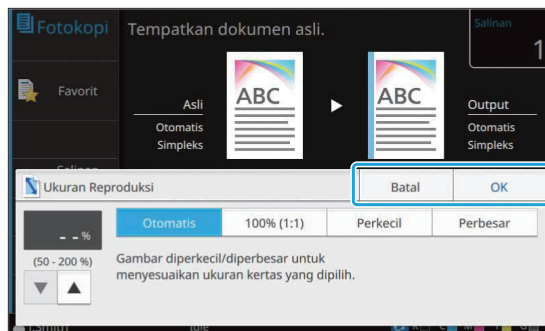 Fotokopi
Tempatkan dokumen asli.
Salinan
1
Favorit
Asli
Otomatis
Simpleks
ABC
ABC
Output
Otomatis
Simpleks
Salinan
Ukuran Reproduksi
Batal
OK
- - %
(50 - 200 %)
Otomatis
100% (1:1)
Perkecil
Perbesar
Gambar diperkecil/diperbesar untuk
menyesuaikan ukuran kertas yang dipilih.